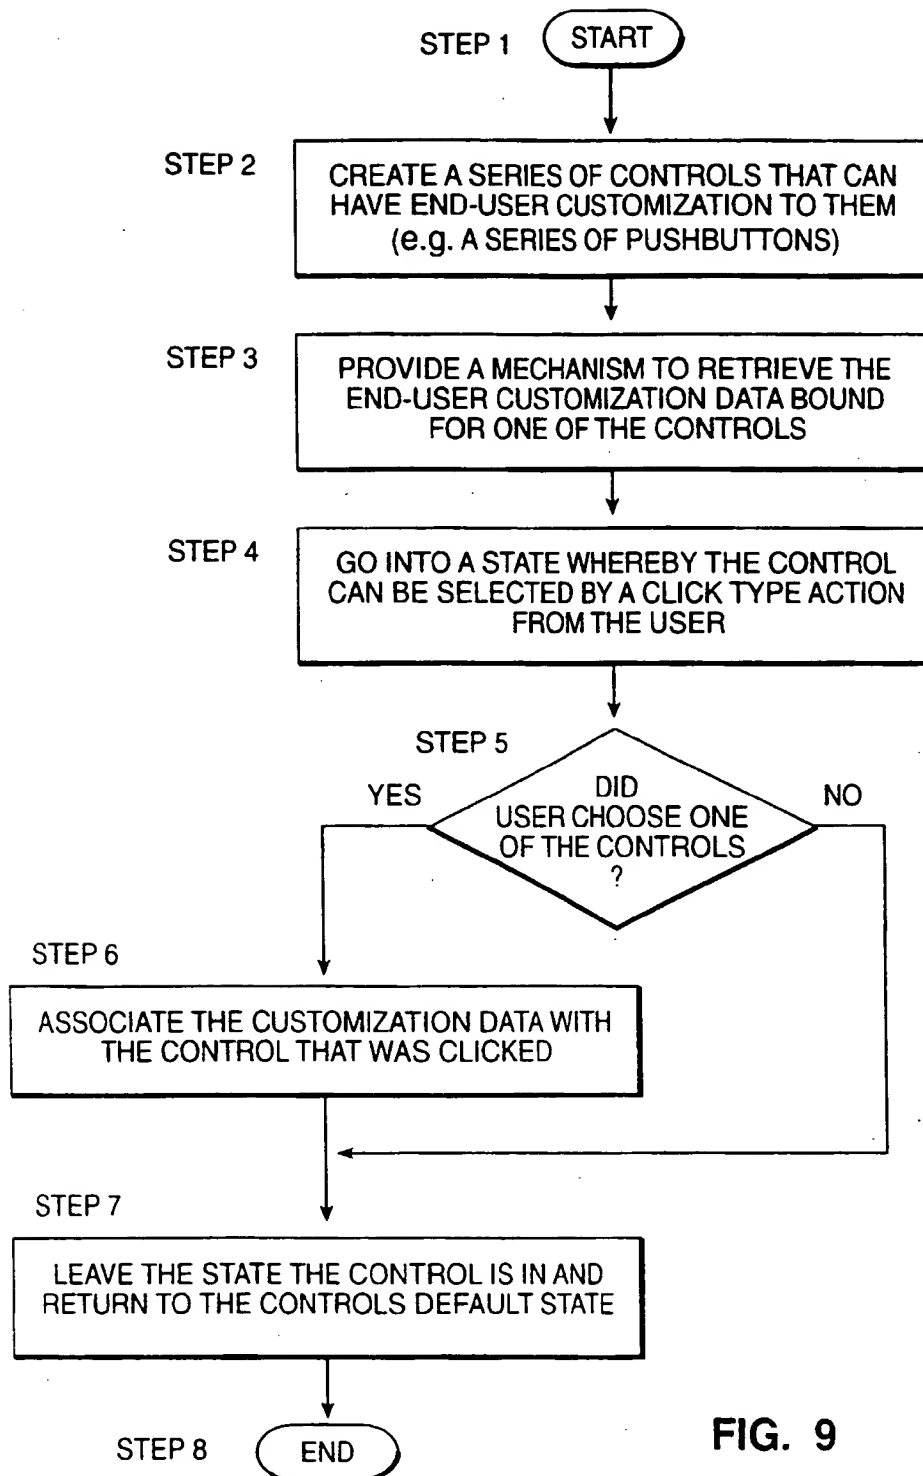 STEP 1
START
STEP 2
CREATE A SERIES OF CONTROLS THAT CAN
HAVE END-USER CUSTOMIZATION TO THEM
(e.g. A SERIES OF PUSHBUTTONS)
STEP 3
PROVIDE A MECHANISM TO RETRIEVE THE
END-USER CUSTOMIZATION DATA BOUND
FOR ONE OF THE CONTROLS
STEP 4
GO INTO A STATE WHEREBY THE CONTROL
CAN BE SELECTED BY A CLICK TYPE ACTION
FROM THE USER
STEP 5
DID
USER CHOOSE ONE
OF THE CONTROLS
?
YES
NO
STEP 6
ASSOCIATE THE CUSTOMIZATION DATA WITH
THE CONTROL THAT WAS CLICKED
STEP 7
LEAVE THE STATE THE CONTROL IS IN AND
RETURN TO THE CONTROLS DEFAULT STATE
STEP 8
END
FIG. 9